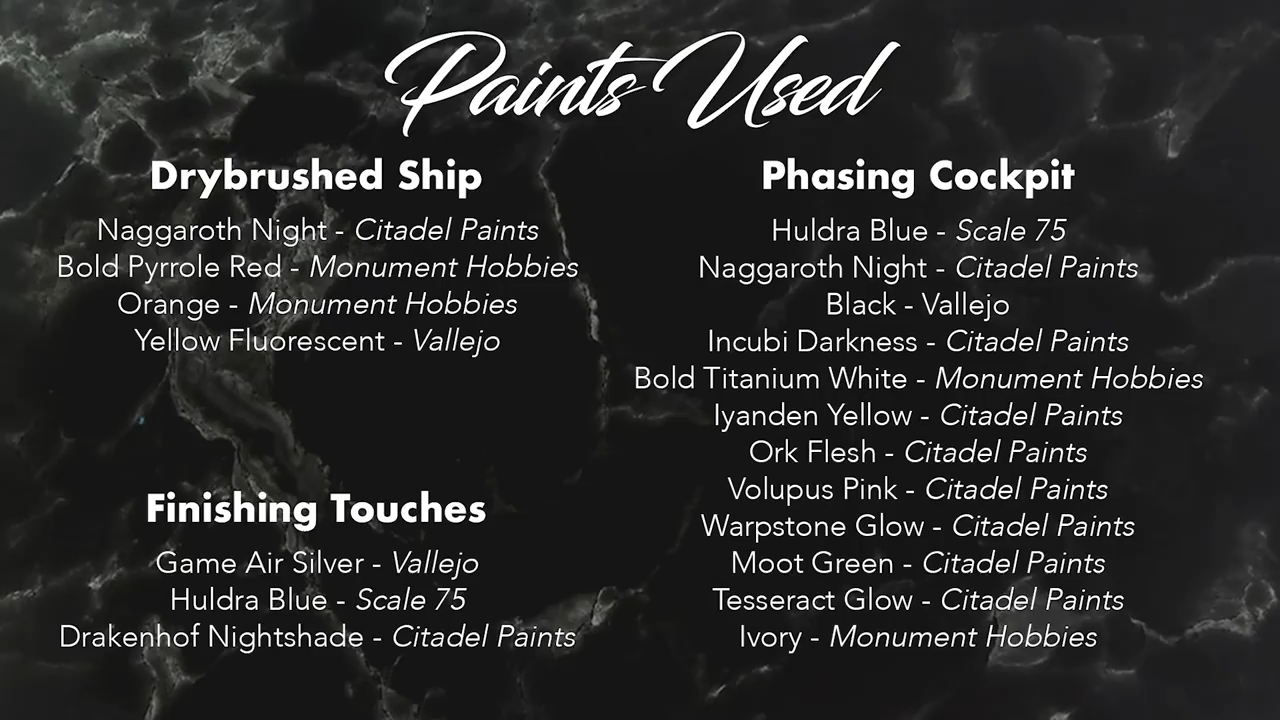 Paints Used
Drybrushed Ship
Naggaroth Night - Citadel Paints
Bold Pyrrole Red - Monument Hobbies
Orange - Monument Hobbies
Yellow Fluorescent - Vallejo
Finishing Touches
Game Air Silver - Vallejo
Huldra Blue - Scale 75
Drakenhof Nightshade - Citadel Paints
Phasing Cockpit
Huldra Blue - Scale 75
Naggaroth Night - Citadel Paints
Black - Vallejo
Incubi Darkness - Citadel Paints
Bold Titanium White - Monument Hobbies
Iyanden Yellow - Citadel Paints
Ork Flesh - Citadel Paints
Volupus Pink - Citadel Paints
Warpstone Glow - Citadel Paints
Moot Green - Citadel Paints
Tesseract Glow - Citadel Paints
Ivory - Monument Hobbies